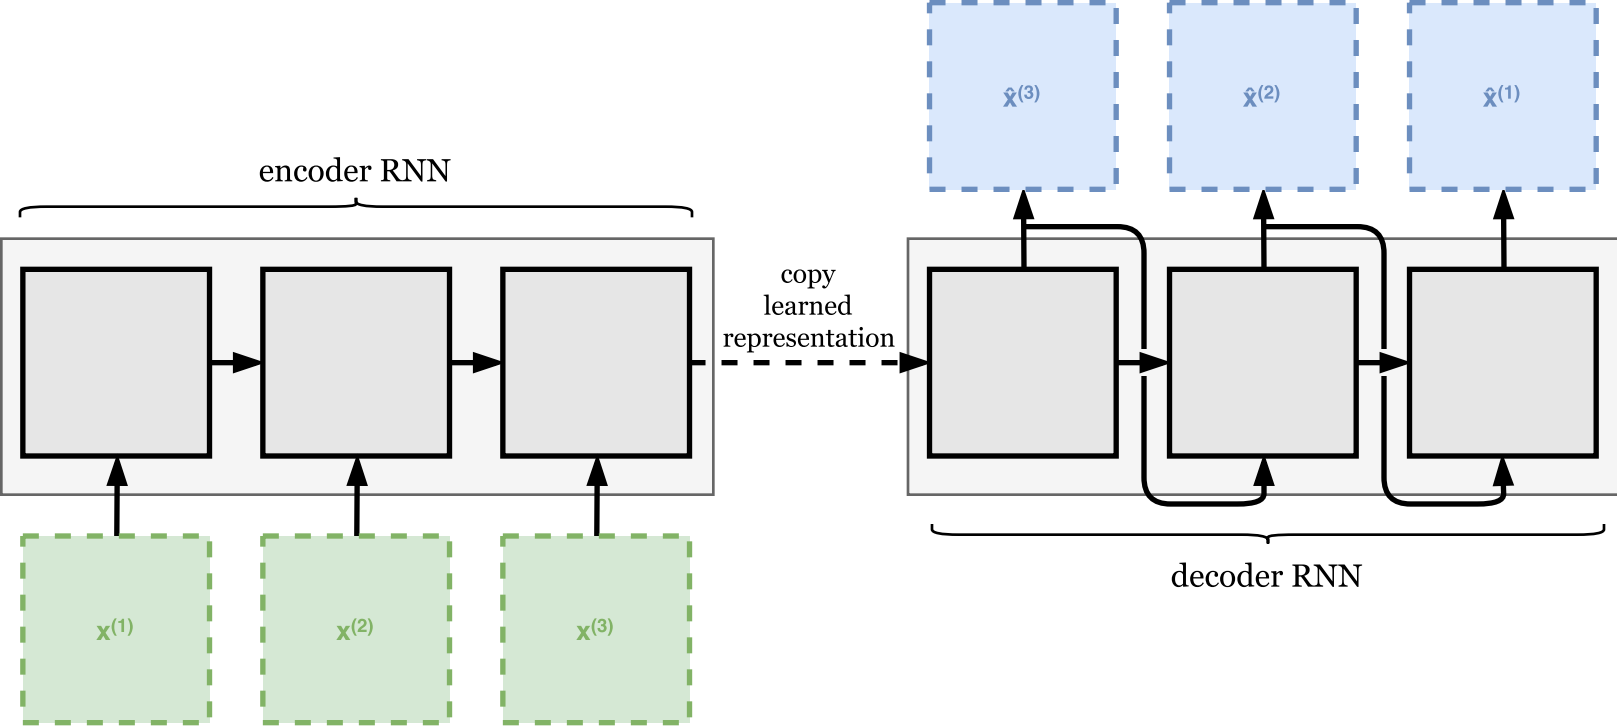 x̂⁽³⁾ x̂⁽²⁾ x̂⁽¹⁾
encoder RNN
copy
learned
representation
decoder RNN
x⁽¹⁾ x⁽²⁾ x⁽³⁾